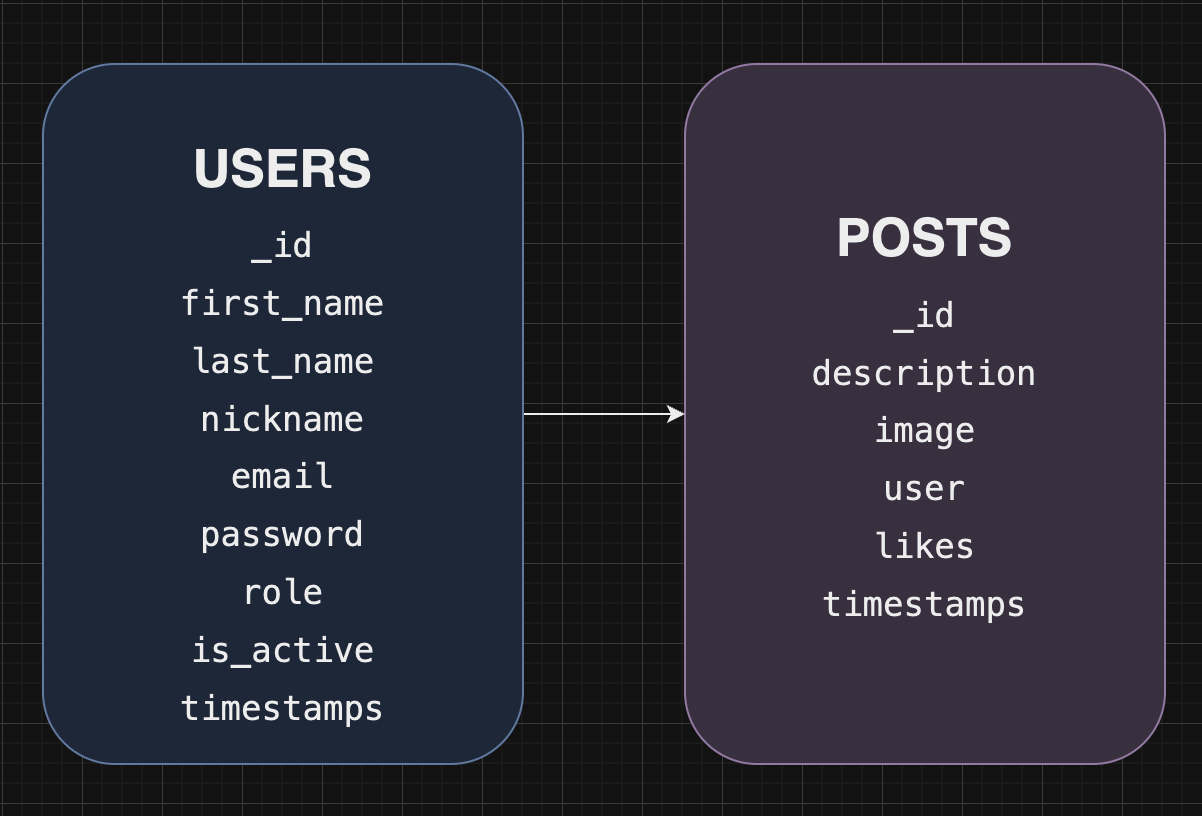 USERS
_id
first_name
last_name
nickname
email
password
role
is_active
timestamps
POSTS
_id
description
image
user
likes
timestamps